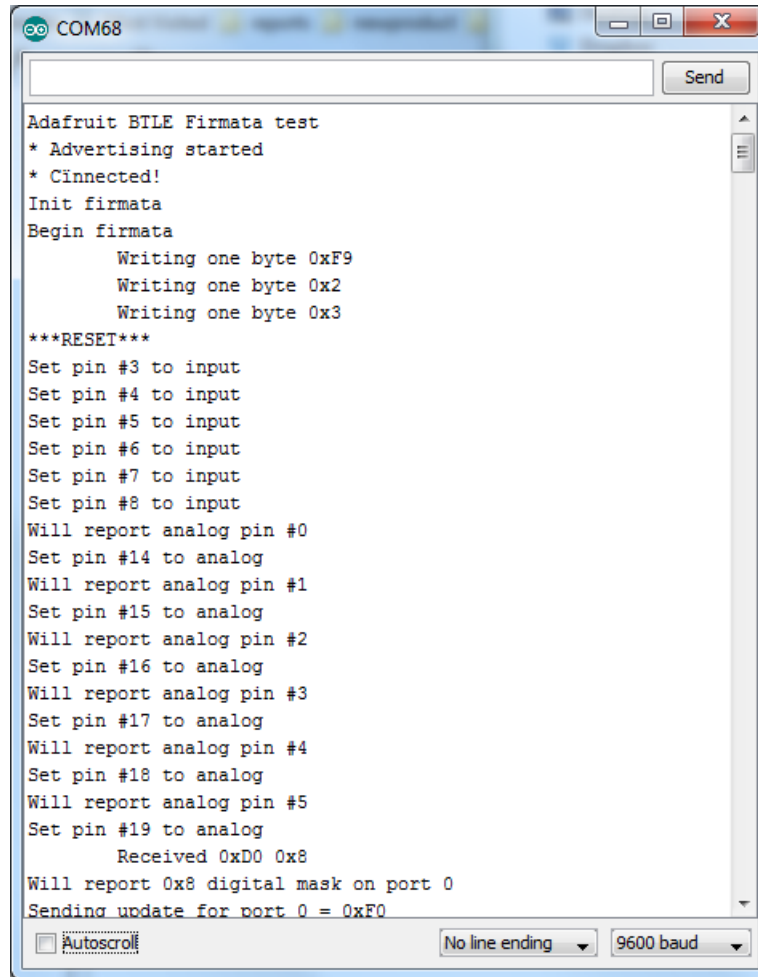 COM68
Send
Adafruit BTLE Firmata test
* Advertising started
* Cïnnected!
Init firmata
Begin firmata
Writing one byte 0xF9
Writing one byte 0x2
Writing one byte 0x3
***RESET***
Set pin #3 to input
Set pin #4 to input
Set pin #5 to input
Set pin #6 to input
Set pin #7 to input
Set pin #8 to input
Will report analog pin #0
Set pin #14 to analog
Will report analog pin #1
Set pin #15 to analog
Will report analog pin #2
Set pin #16 to analog
Will report analog pin #3
Set pin #17 to analog
Will report analog pin #4
Set pin #18 to analog
Will report analog pin #5
Set pin #19 to analog
Received 0xD0 0x8
Will report 0x8 digital mask on port 0
Sending update for port 0 = 0xF0
Autoscroll No line ending 9600 baud